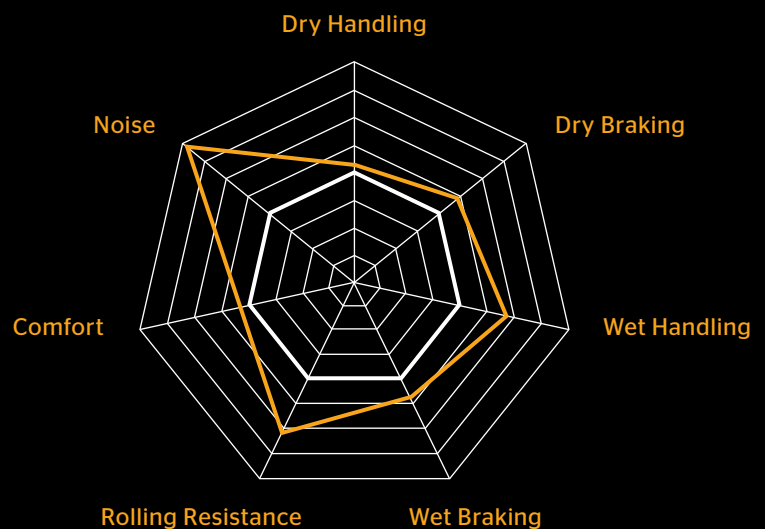 Dry Handling
Noise
Dry Braking
Comfort
Wet Handling
Rolling Resistance
Wet Braking